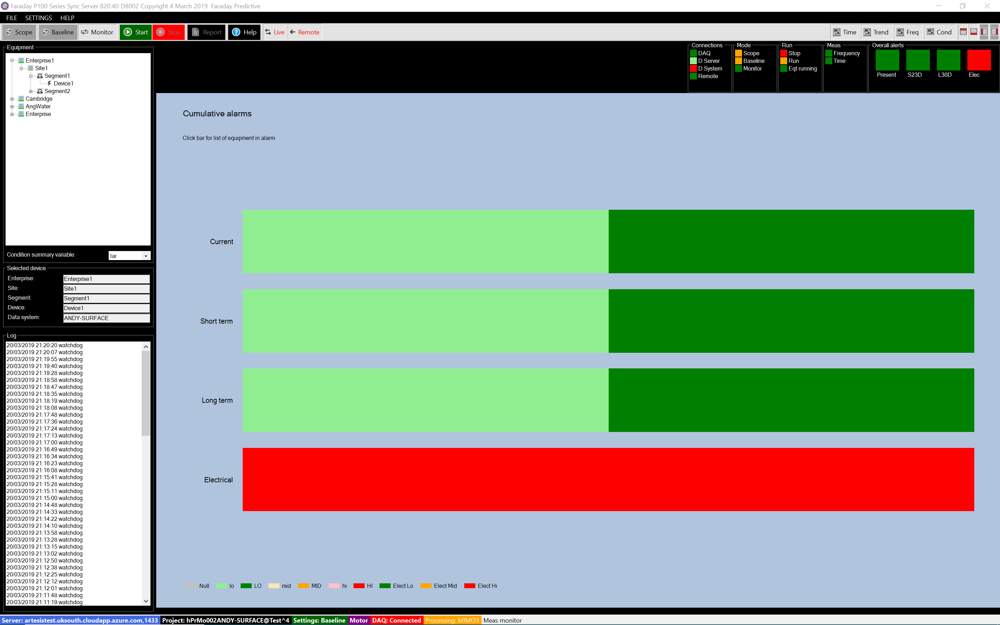 Faraday P100 Series Sync Server B20.40 DB002 Copyright 4 March 2019 Faraday Predictive
FILE SETTINGS HELP
Scope Baseline Monitor Start Stop Report Help Live Remote Time Trend Freq Cond
Equipment
Enterprise1
Site1
Segment1
Device1
Segment2
Cambridge
AngWater
Enterprise
Condition summary variable: Iar
Selected device
Enterprise: Enterprise1
Site: Site1
Segment: Segment1
Device: Device1
Data system: ANDY-SURFACE
Log
20/03/2019 21:20:20 watchdog
20/03/2019 21:20:07 watchdog
20/03/2019 21:19:55 watchdog
20/03/2019 21:19:40 watchdog
20/03/2019 21:19:28 watchdog
20/03/2019 21:18:58 watchdog
20/03/2019 21:18:47 watchdog
20/03/2019 21:18:35 watchdog
20/03/2019 21:18:19 watchdog
20/03/2019 21:18:08 watchdog
20/03/2019 21:17:48 watchdog
20/03/2019 21:17:36 watchdog
20/03/2019 21:17:24 watchdog
20/03/2019 21:17:13 watchdog
20/03/2019 21:17:00 watchdog
20/03/2019 21:16:49 watchdog
20/03/2019 21:16:34 watchdog
20/03/2019 21:16:23 watchdog
20/03/2019 21:16:08 watchdog
20/03/2019 21:15:41 watchdog
20/03/2019 21:15:28 watchdog
20/03/2019 21:15:11 watchdog
20/03/2019 21:15:00 watchdog
20/03/2019 21:14:48 watchdog
20/03/2019 21:14:33 watchdog
20/03/2019 21:14:22 watchdog
20/03/2019 21:14:10 watchdog
20/03/2019 21:13:58 watchdog
20/03/2019 21:13:28 watchdog
20/03/2019 21:13:15 watchdog
20/03/2019 21:13:02 watchdog
20/03/2019 21:12:50 watchdog
20/03/2019 21:12:38 watchdog
20/03/2019 21:12:25 watchdog
20/03/2019 21:12:12 watchdog
20/03/2019 21:12:01 watchdog
20/03/2019 21:11:48 watchdog
20/03/2019 21:11:19 watchdog
Connections
DAQ
D Server
D System
Remote
Mode
Scope
Baseline
Monitor
Run
Stop
Run
Eqt running
Meas
Frequency
Time
Overall alerts
Present S23D L30D Elec
Cumulative alarms
Click bar for list of equipment in alarm
Current
Short term
Long term
Electrical
Null lo LO mid MID hi HI Elect Lo Elect Mid Elect Hi
Server: artesistest.uksouth.cloudapp.azure.com,1433 Project: hPrMo002ANDY-SURFACE@Test^4 Settings: Baseline Motor DAQ: Connected Processing: MIMO3 Meas monitor